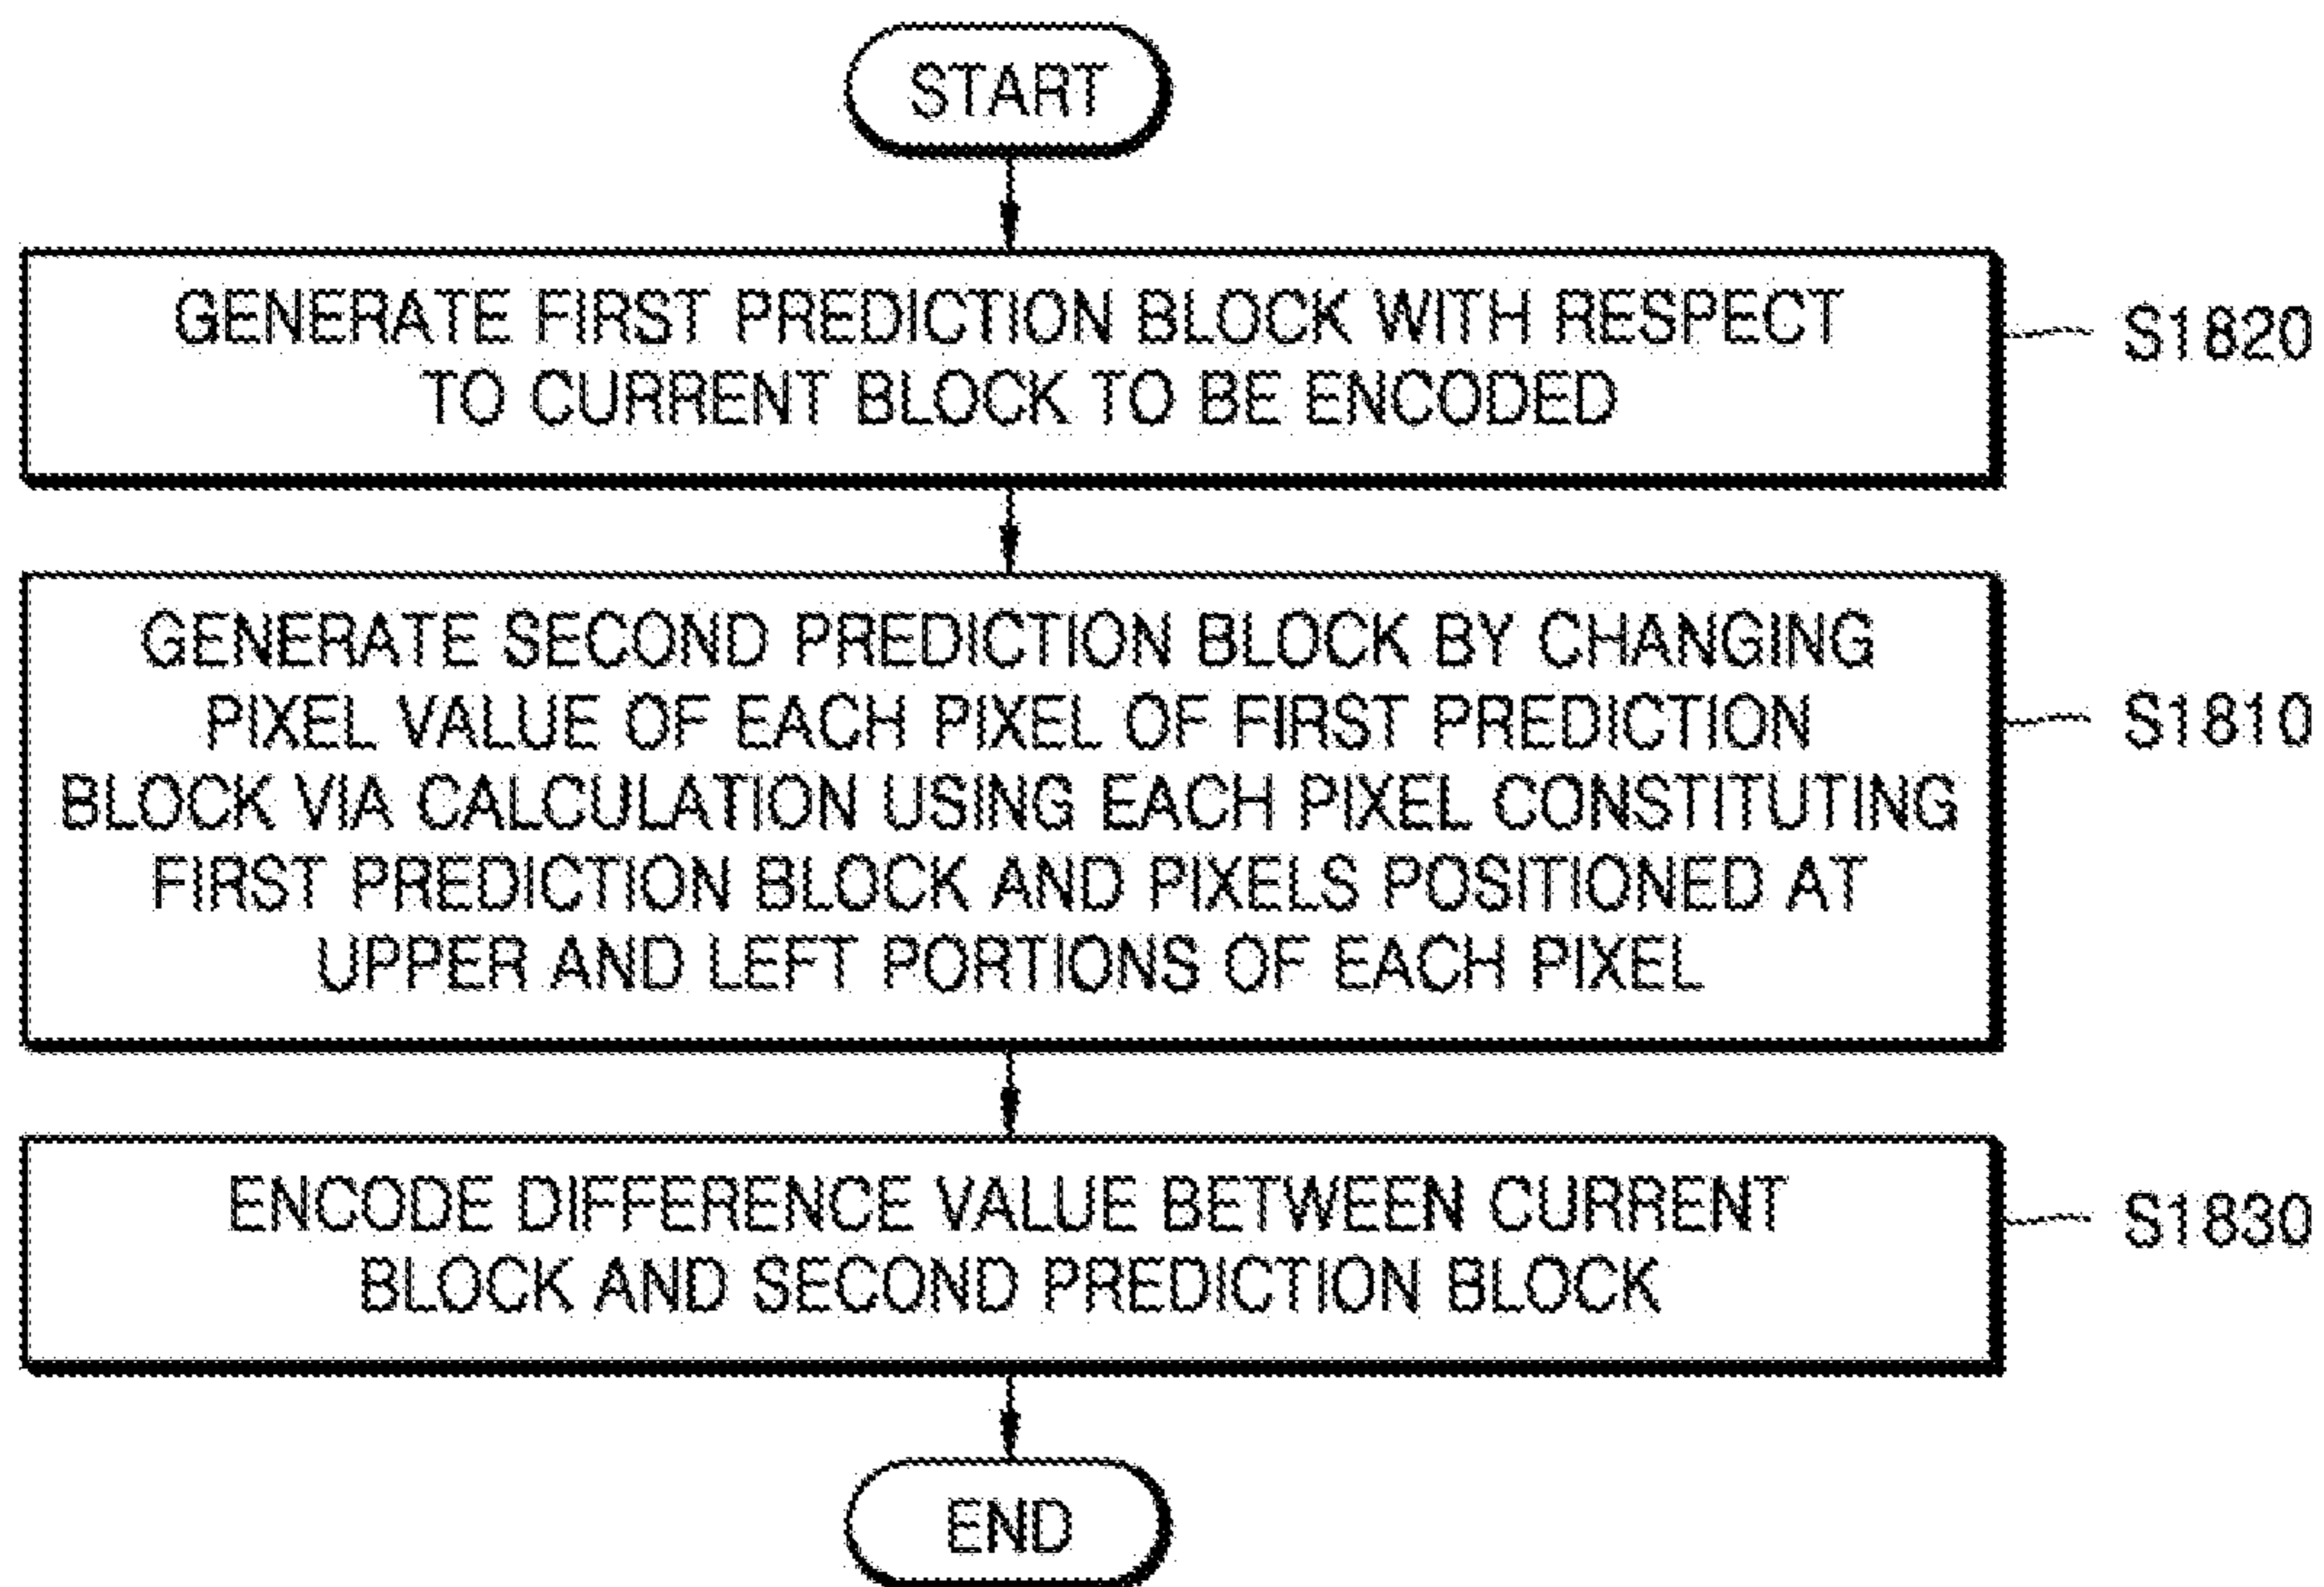 START
GENERATE FIRST PREDICTION BLOCK WITH RESPECT
TO CURRENT BLOCK TO BE ENCODED
S1820
GENERATE SECOND PREDICTION BLOCK BY CHANGING
PIXEL VALUE OF EACH PIXEL OF FIRST PREDICTION
BLOCK VIA CALCULATION USING EACH PIXEL CONSTITUTING
FIRST PREDICTION BLOCK AND PIXELS POSITIONED AT
UPPER AND LEFT PORTIONS OF EACH PIXEL
S1810
ENCODE DIFFERENCE VALUE BETWEEN CURRENT
BLOCK AND SECOND PREDICTION BLOCK
S1830
END